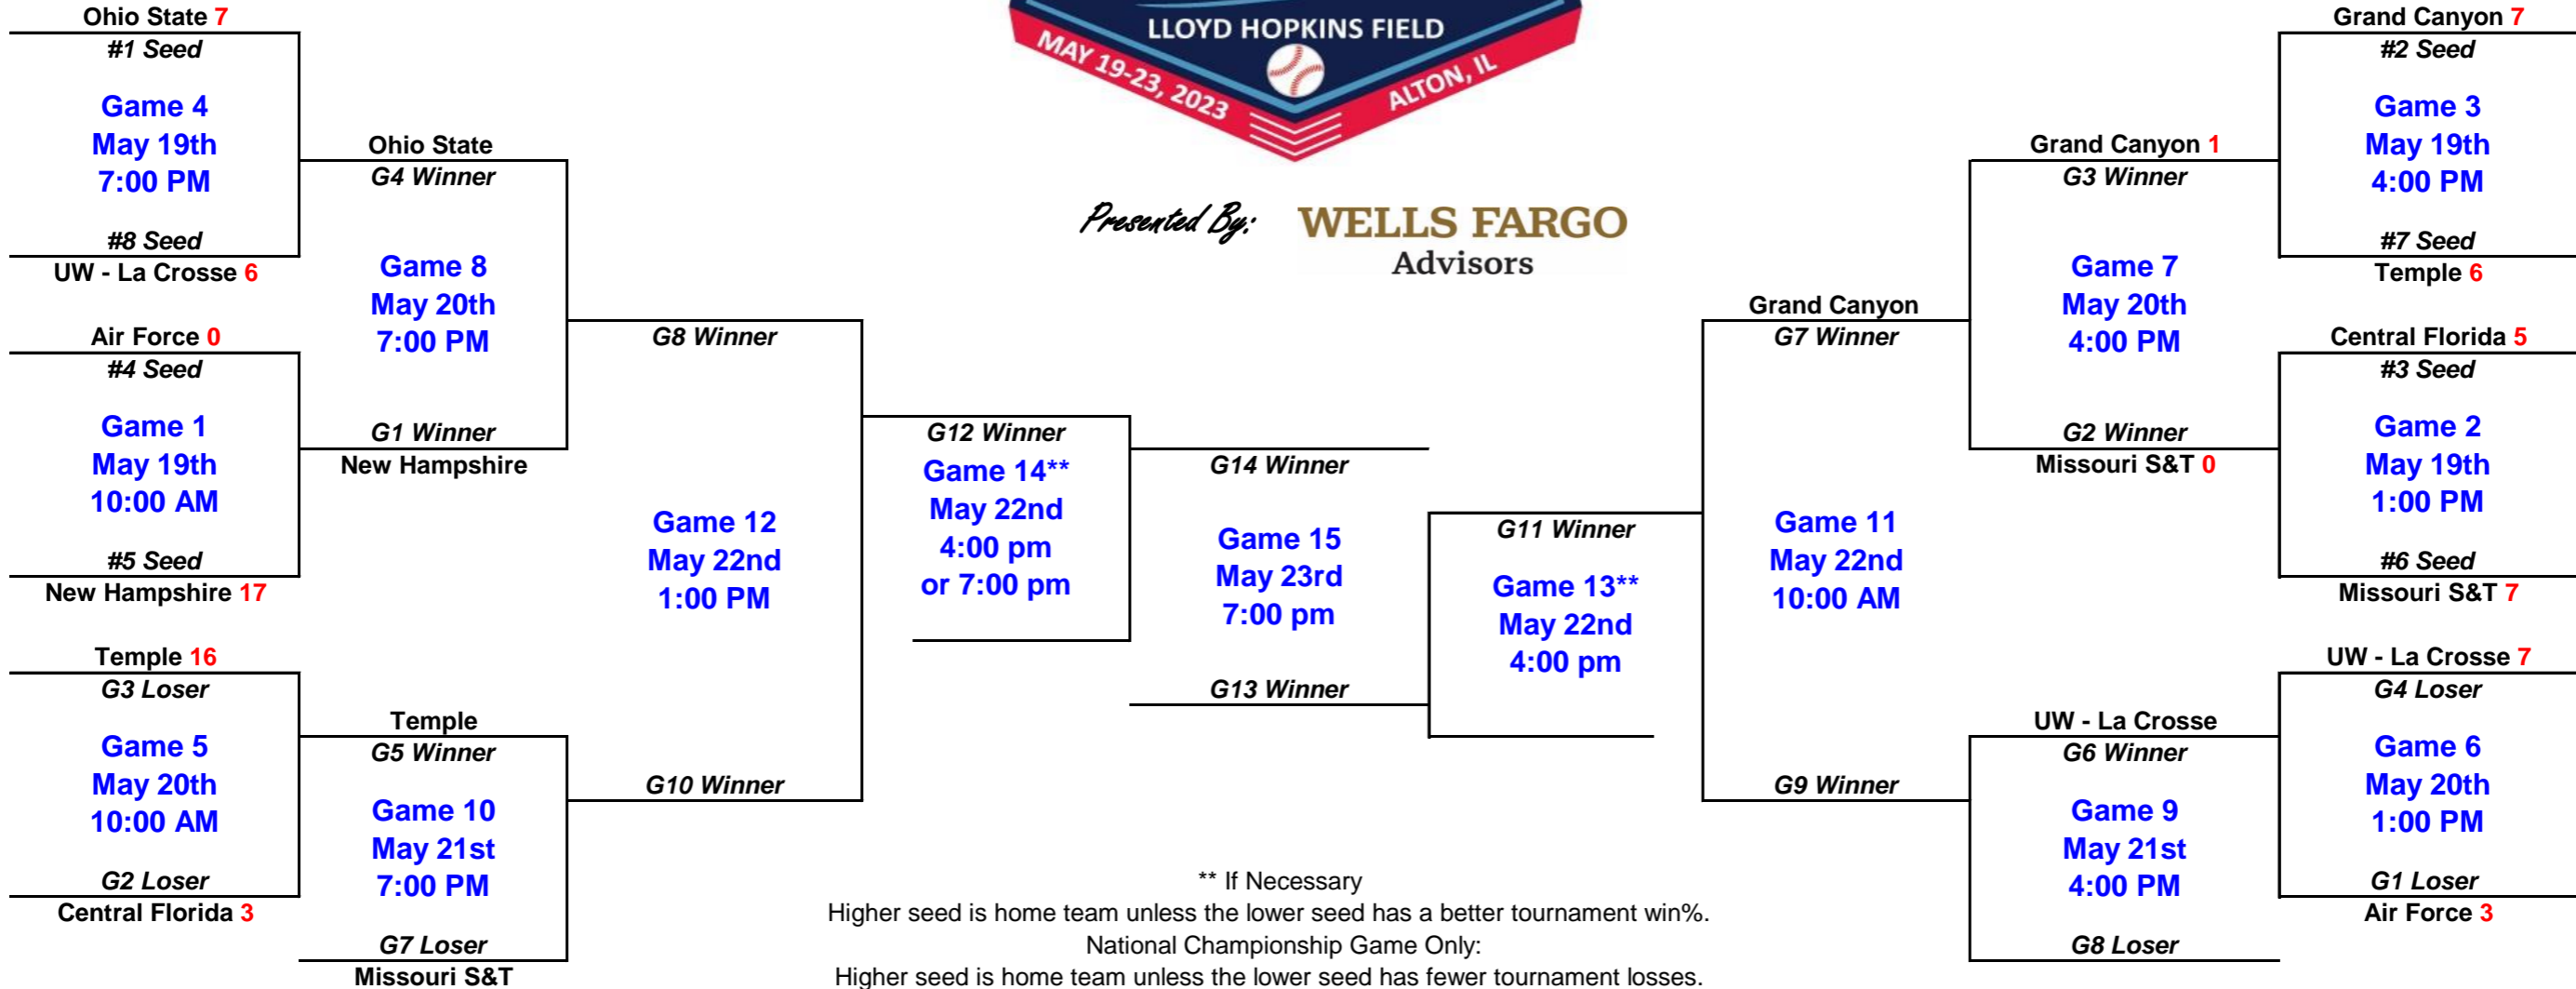 Ohio State 7
#1 Seed
Game 4
May 19th
7:00 PM
#8 Seed
UW - La Crosse 6
Air Force 0
#4 Seed
Game 1
May 19th
10:00 AM
#5 Seed
New Hampshire 17
Temple 16
G3 Loser
Game 5
May 20th
10:00 AM
G2 Loser
Central Florida 3
Ohio State
G4 Winner
Game 8
May 20th
7:00 PM
G1 Winner
New Hampshire
Temple
G5 Winner
Game 10
May 21st
7:00 PM
G7 Loser
Missouri S&T
G8 Winner
Game 12
May 22nd
1:00 PM
G10 Winner
G12 Winner
Game 14**
May 22nd
4:00 pm
or 7:00 pm
LLOYD HOPKINS FIELD
MAY 19-23, 2023
ALTON, IL
Presented By:
WELLS FARGO
Advisors
G14 Winner
Game 15
May 23rd
7:00 pm
G13 Winner
G11 Winner
Game 13**
May 22nd
4:00 pm
Grand Canyon
G7 Winner
Game 11
May 22nd
10:00 AM
G9 Winner
Grand Canyon 1
G3 Winner
Game 7
May 20th
4:00 PM
G2 Winner
Missouri S&T 0
UW - La Crosse
G6 Winner
Game 9
May 21st
4:00 PM
G8 Loser
Grand Canyon 7
#2 Seed
Game 3
May 19th
4:00 PM
#7 Seed
Temple 6
Central Florida 5
#3 Seed
Game 2
May 19th
1:00 PM
#6 Seed
Missouri S&T 7
UW - La Crosse 7
G4 Loser
Game 6
May 20th
1:00 PM
G1 Loser
Air Force 3
** If Necessary
Higher seed is home team unless the lower seed has a better tournament win%.
National Championship Game Only:
Higher seed is home team unless the lower seed has fewer tournament losses.